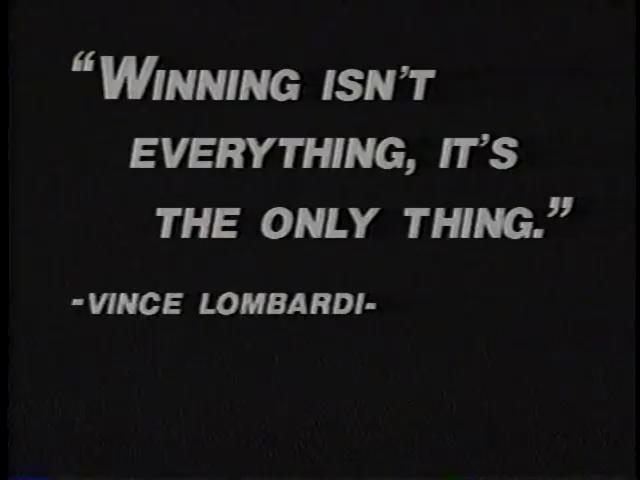 “WINNING ISN’T
EVERYTHING, IT’S
THE ONLY THING.”
-VINCE LOMBARDI-